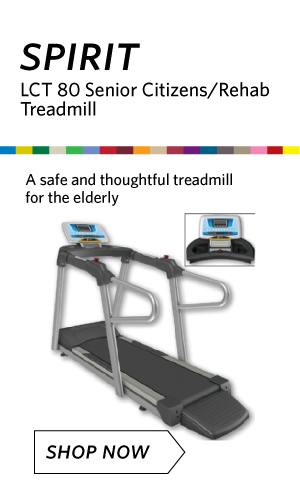 SPIRIT
LCT 80 Senior Citizens/Rehab
Treadmill
A safe and thoughtful treadmill
for the elderly
SHOP NOW